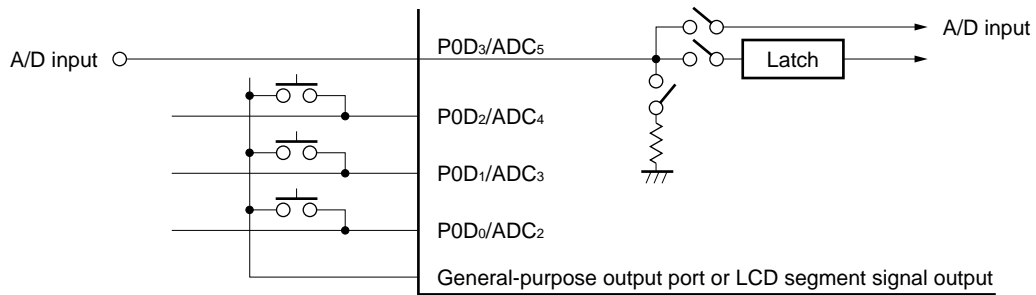 A/D input
P0D3/ADC5
A/D input
Latch
P0D2/ADC4
P0D1/ADC3
P0D0/ADC2
General-purpose output port or LCD segment signal output